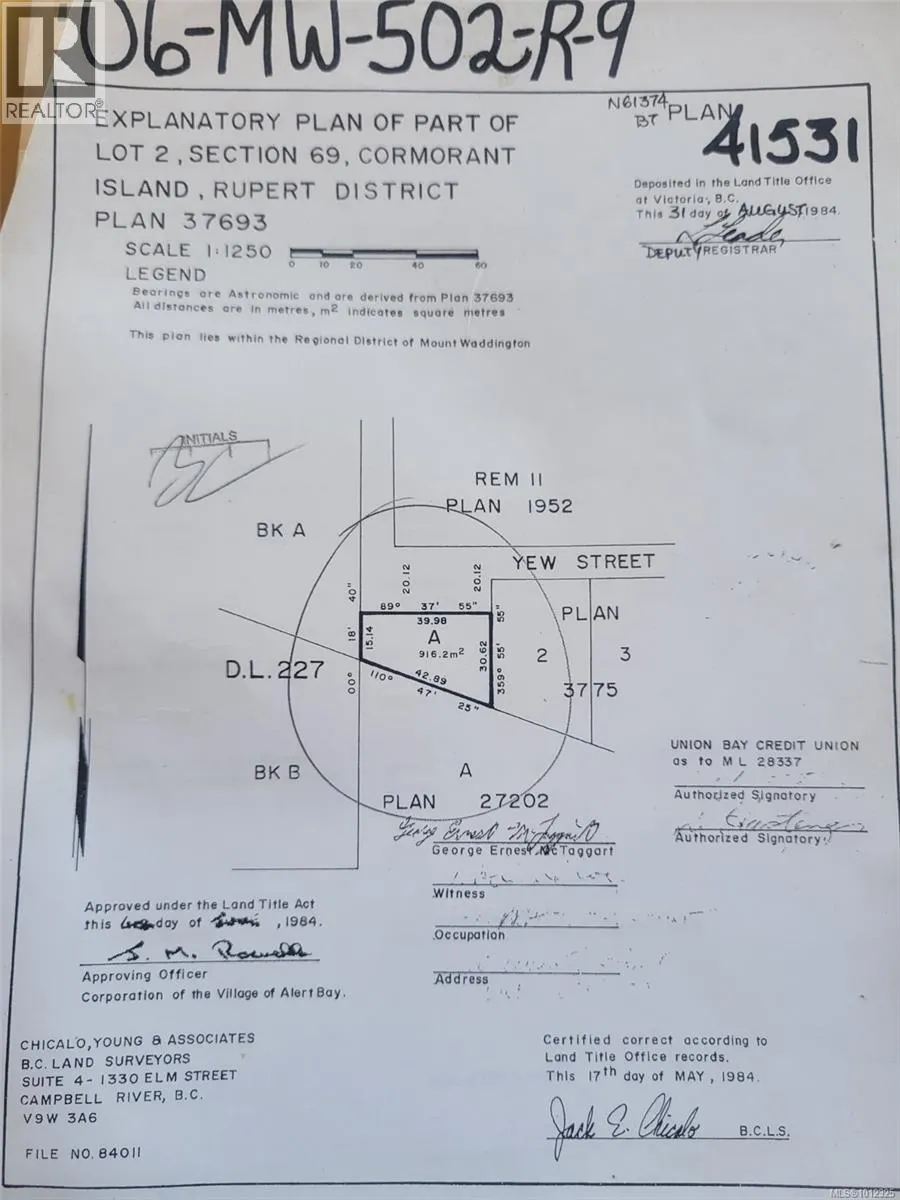 06-MW-502-R-9
REALTOR®
EXPLANATORY PLAN OF PART OF
LOT 2, SECTION 69, CORMORANT
ISLAND, RUPERT DISTRICT
PLAN 37693
SCALE 1:1250
0 10 20 40 60
LEGEND
Bearings are Astronomic and are derived from Plan 37693
All distances are in metres, m² indicates square metres
This plan lies within the Regional District of Mount Waddington
N61374
BT
PLAN 41531
Deposited in the Land Title Office
at Victoria, B.C.
This 31 day of AUGUST, 1984.
DEPUTY REGISTRAR
INITIALS
REM 11
PLAN 1952
BK A
YEW STREET
20.12
20.12
89° 37' 55"
39.98
A
916.2m²
00° 18' 40"
15.14
30.62
359° 55' 55"
110° 47' 25"
42.89
PLAN
2
3
3775
D.L. 227
BK B
A
PLAN 27202
UNION BAY CREDIT UNION
as to M L 28337
Authorized Signatory
Authorized Signatory
George Ernest McTaggart
George Ernest McTaggart
Witness
Occupation
Address
Approved under the Land Title Act
this day of , 1984.
Approving Officer
Corporation of the Village of Alert Bay.
CHICALO, YOUNG & ASSOCIATES
B.C. LAND SURVEYORS
SUITE 4-1330 ELM STREET
CAMPBELL RIVER, B.C.
V9W 3A6
FILE NO. 84011
Certified correct according to
Land Title Office records.
This 17th day of MAY, 1984.
Jack E. Chicalo B.C.L.S.
MLS®1012325